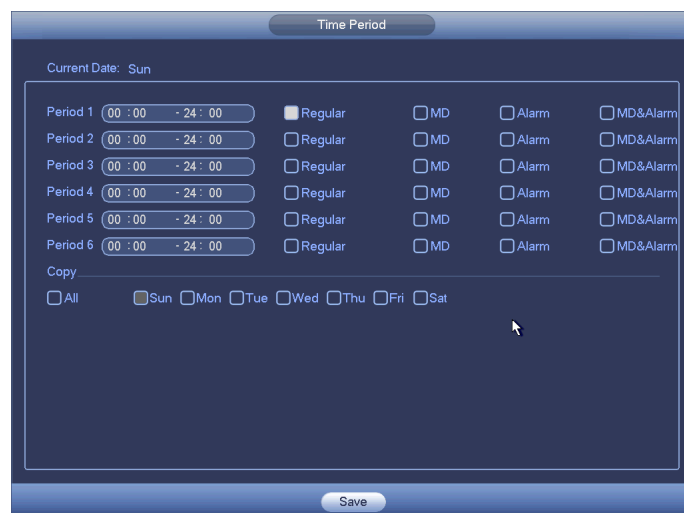 Time Period
Current Date: Sun
Period 1 00 : 00 - 24 : 00 Regular MD Alarm MD&Alarm
Period 2 00 : 00 - 24 : 00 Regular MD Alarm MD&Alarm
Period 3 00 : 00 - 24 : 00 Regular MD Alarm MD&Alarm
Period 4 00 : 00 - 24 : 00 Regular MD Alarm MD&Alarm
Period 5 00 : 00 - 24 : 00 Regular MD Alarm MD&Alarm
Period 6 00 : 00 - 24 : 00 Regular MD Alarm MD&Alarm
Copy
All Sun Mon Tue Wed Thu Fri Sat
Save